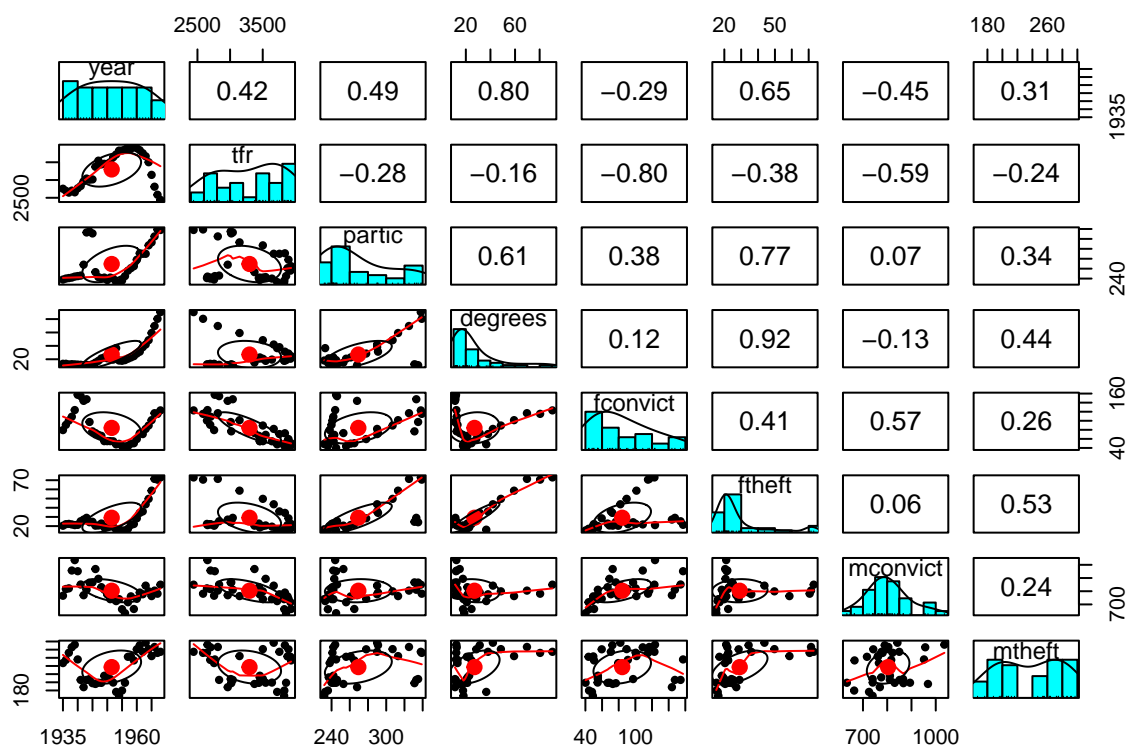 2500 3500 20 60 20 50 180 260
year 0.42 0.49 0.80 −0.29 0.65 −0.45 0.31 1935
2500 tfr −0.28 −0.16 −0.80 −0.38 −0.59 −0.24
partic 0.61 0.38 0.77 0.07 0.34 240
20 degrees 0.12 0.92 −0.13 0.44
fconvict 0.41 0.57 0.26 40 160
20 70 ftheft 0.06 0.53
mconvict 0.24 700
180 mtheft
1935 1960 240 300 40 100 700 1000